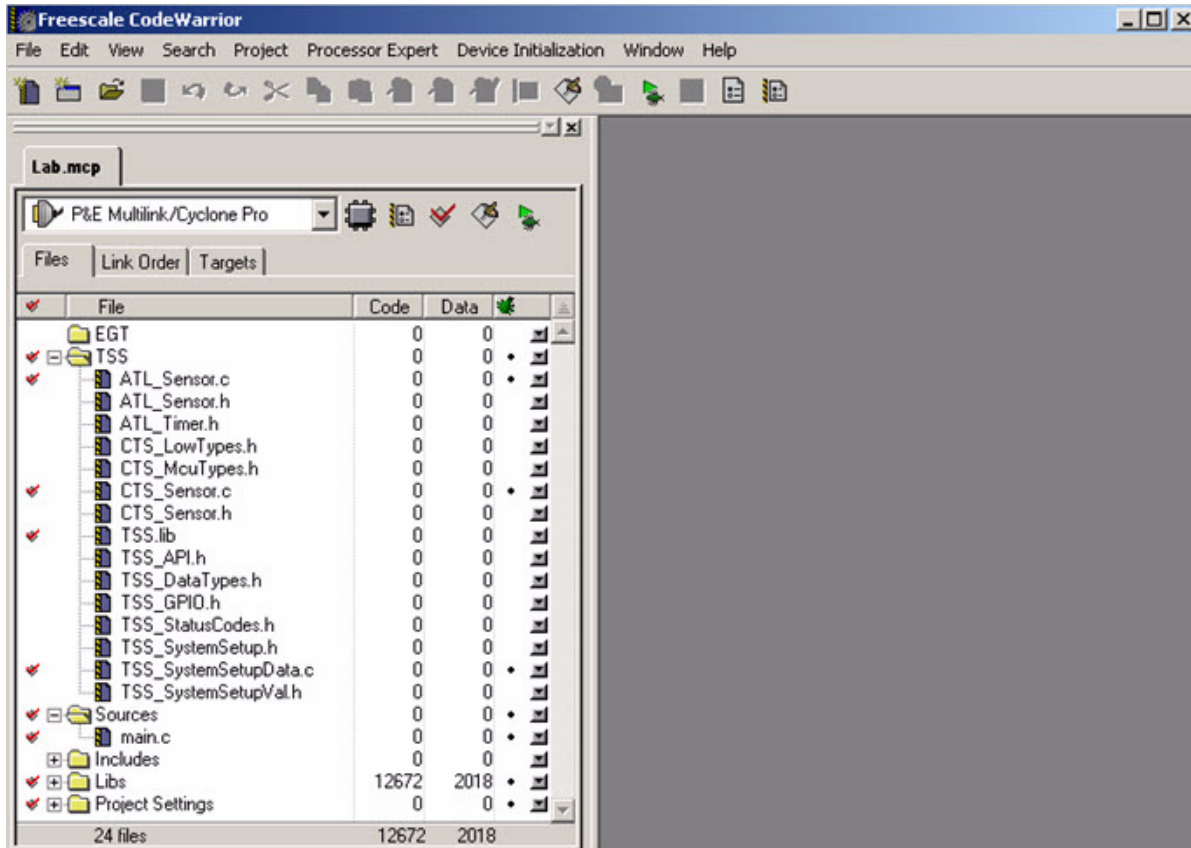 Freescale CodeWarrior
File Edit View Search Project Processor Expert Device Initialization Window Help
Lab.mcp
P&E Multilink/Cyclone Pro
Files Link Order Targets
File Code Data
EGT 0 0
TSS 0 0
ATL_Sensor.c 0 0
ATL_Sensor.h 0 0
ATL_Timer.h 0 0
CTS_LowTypes.h 0 0
CTS_McuTypes.h 0 0
CTS_Sensor.c 0 0
CTS_Sensor.h 0 0
TSS.lib 0 0
TSS_API.h 0 0
TSS_DataTypes.h 0 0
TSS_GPIO.h 0 0
TSS_StatusCodes.h 0 0
TSS_SystemSetup.h 0 0
TSS_SystemSetupData.c 0 0
TSS_SystemSetupVal.h 0 0
Sources 0 0
main.c 0 0
Includes 0 0
Libs 12672 2018
Project Settings 0 0
24 files 12672 2018